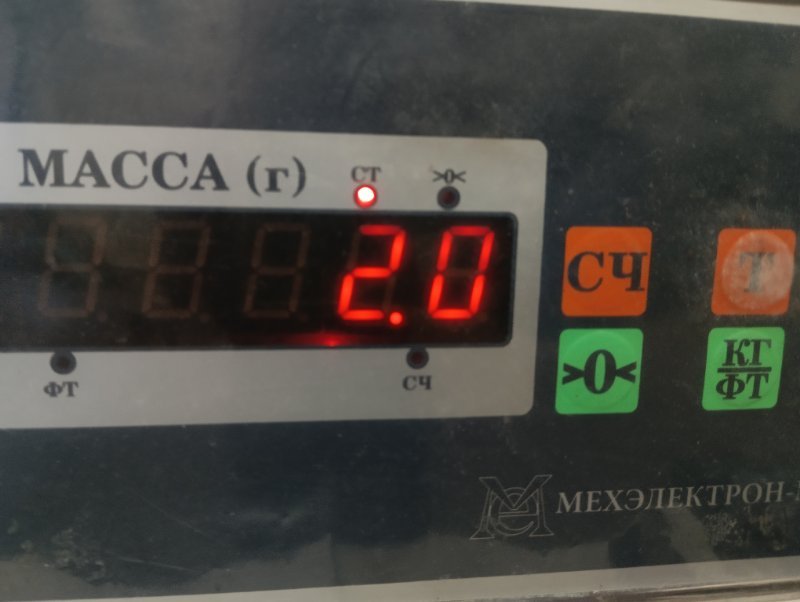 МАССА (г)
СТ
>0<
2.0
ФТ
СЧ
СЧ
Т
>0<
КГ
ФТ
МЕХЭЛЕКТРОН-